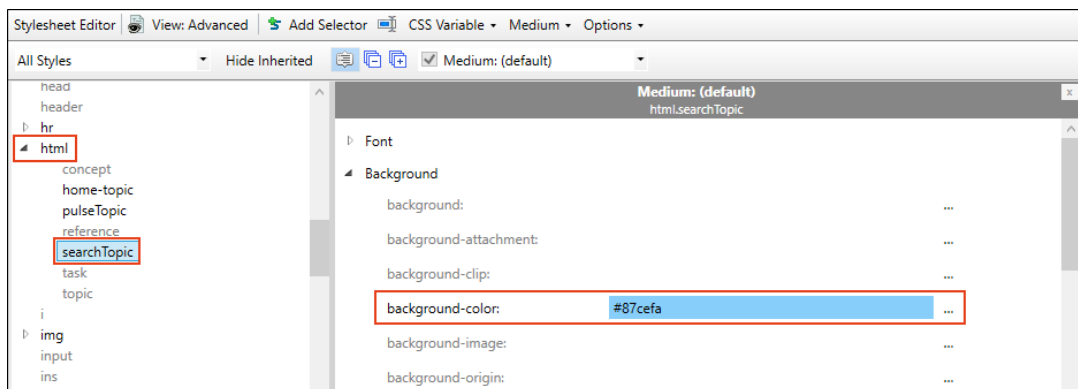 Stylesheet Editor View: Advanced Add Selector CSS Variable Medium Options
All Styles Hide Inherited Medium: (default)
head
header
hr
html
concept
home-topic
pulseTopic
reference
searchTopic
task
topic
i
img
input
ins
Medium: (default)
html.searchTopic
Font
Background
background: ...
background-attachment: ...
background-clip: ...
background-color: #87cefa ...
background-image: ...
background-origin: ...